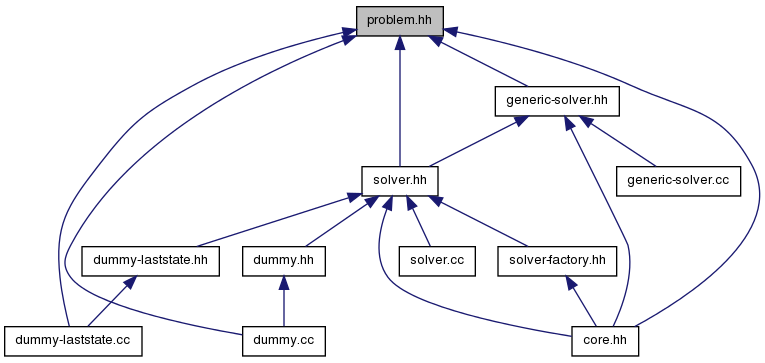 problem.hh
generic-solver.hh
solver.hh
generic-solver.cc
dummy-laststate.hh
dummy.hh
solver.cc
solver-factory.hh
dummy-laststate.cc
dummy.cc
core.hh